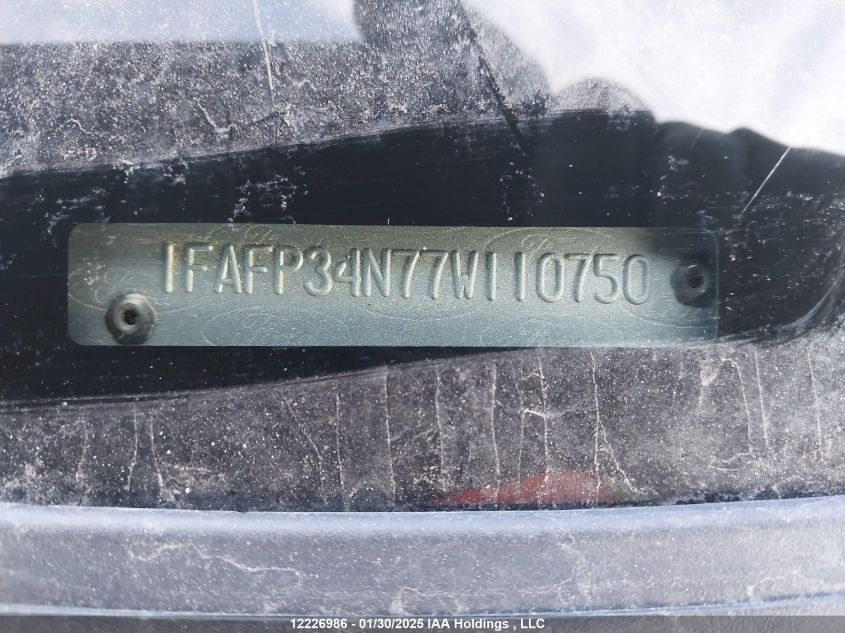 1FAFP34N77W110750
12226986 - 01/30/2025 IAA Holdings , LLC